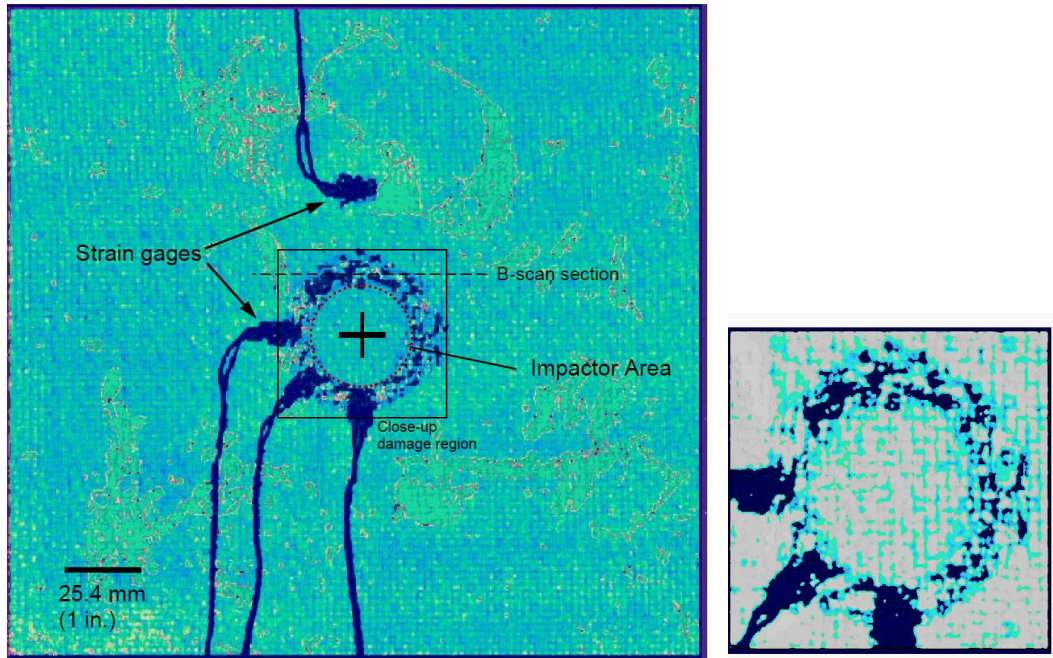 Strain gages
B-scan section
Impactor Area
Close-up
damage region
25.4 mm
(1 in.)